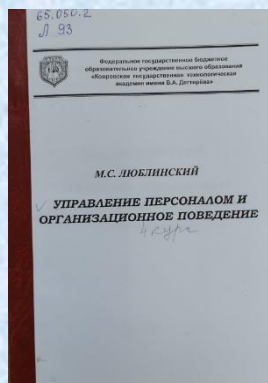 65.050.2
Л 93
Федеральное государственное бюджетное
образовательное учреждение высшего образования
«Ковровская государственная технологическая
академия имени В.А. Дегтярёва»
М.С. ЛЮБЛИНСКИЙ
УПРАВЛЕНИЕ ПЕРСОНАЛОМ И
ОРГАНИЗАЦИОННОЕ ПОВЕДЕНИЕ
4 курс